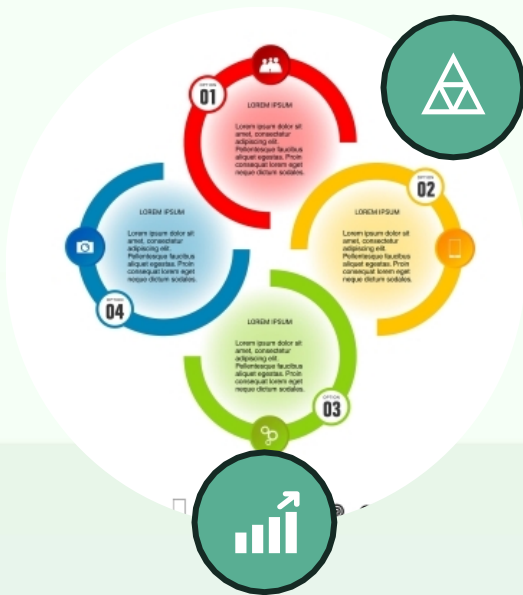 OPTION
01
LOREM IPSUM
Lorem ipsum dolor sit
amet, consectetur
adipiscing elit.
Pellentesque faucibus
aliquet egestas. Proin
consequat lorem eget
neque dictum sodales.
OPTION
02
LOREM IPSUM
Lorem ipsum dolor sit
amet, consectetur
adipiscing elit.
Pellentesque faucibus
aliquet egestas. Proin
consequat lorem eget
neque dictum sodales.
LOREM IPSUM
Lorem ipsum dolor sit
amet, consectetur
adipiscing elit.
Pellentesque faucibus
aliquet egestas. Proin
consequat lorem eget
neque dictum sodales.
OPTION
03
LOREM IPSUM
Lorem ipsum dolor sit
amet, consectetur
adipiscing elit.
Pellentesque faucibus
aliquet egestas. Proin
consequat lorem eget
neque dictum sodales.
OPTION
04